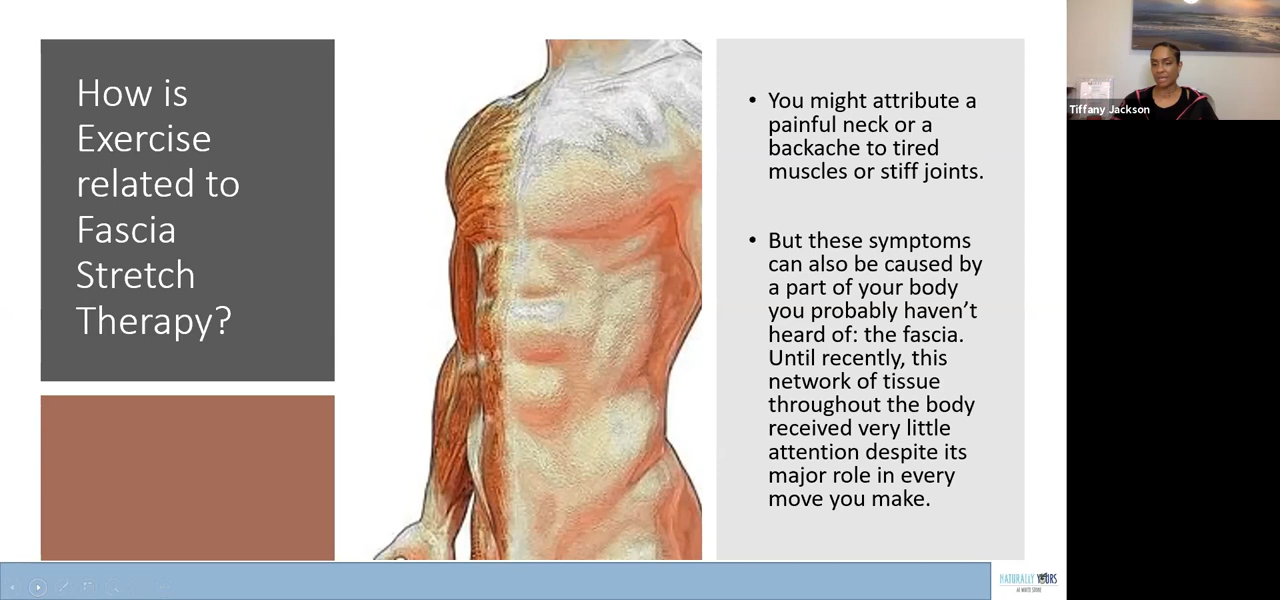 How is
Exercise
related to
Fascia
Stretch
Therapy?
• You might attribute a
painful neck or a
backache to tired
muscles or stiff joints.
• But these symptoms
can also be caused by
a part of your body
you probably haven’t
heard of: the fascia.
Until recently, this
network of tissue
throughout the body
received very little
attention despite its
major role in every
move you make.
Tiffany Jackson
NATURALLY YOURS